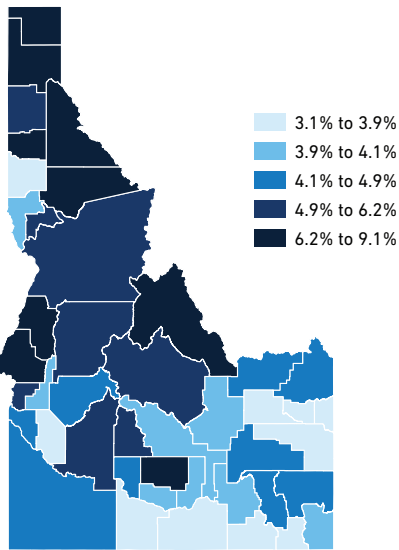 3.1% to 3.9%
3.9% to 4.1%
4.1% to 4.9%
4.9% to 6.2%
6.2% to 9.1%